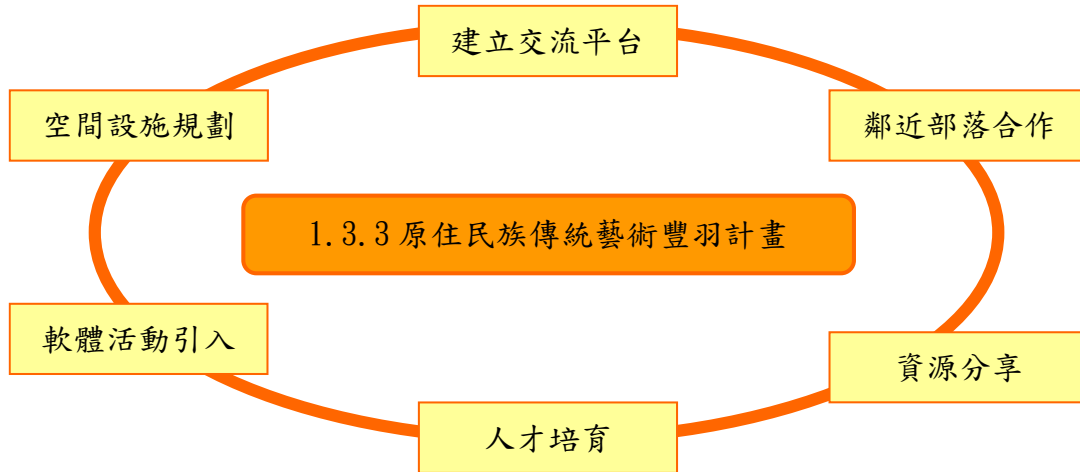 建立交流平台
空間設施規劃
鄰近部落合作
1.3.3 原住民族傳統藝術豐羽計畫
軟體活動引入
資源分享
人才培育